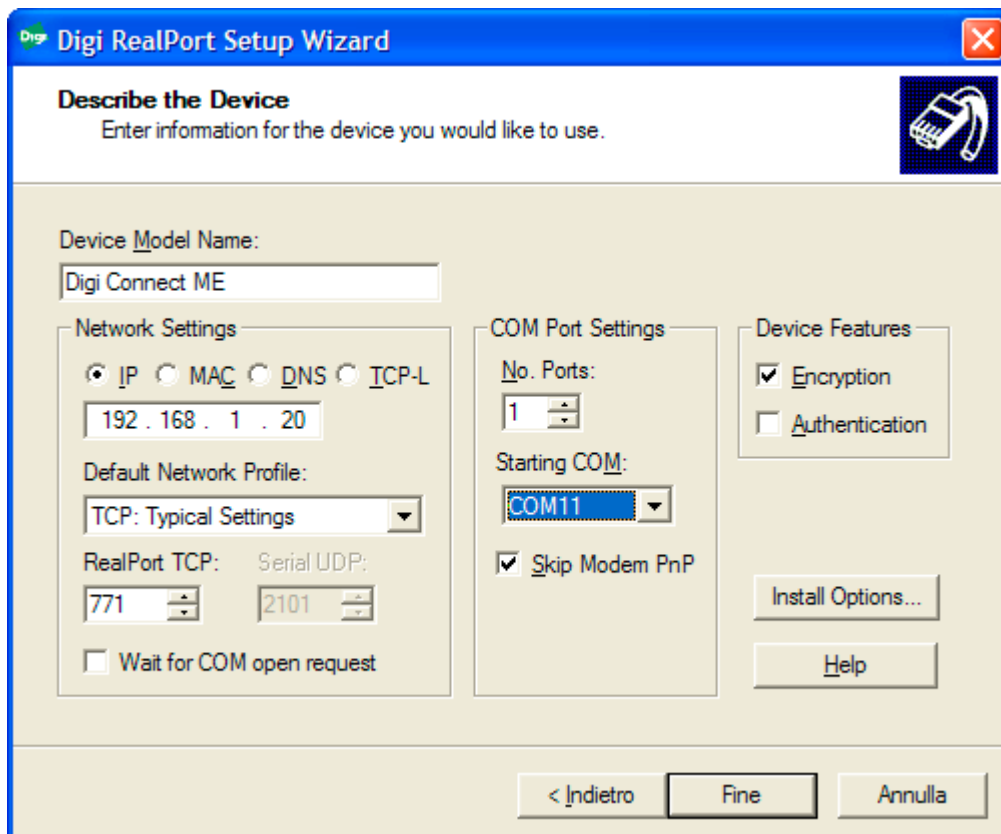 Digi Digi RealPort Setup Wizard
Describe the Device
Enter information for the device you would like to use.
Device Model Name:
Digi Connect ME
Network Settings
IP MAC DNS TCP-L
192 . 168 . 1 . 20
Default Network Profile:
TCP: Typical Settings
RealPort TCP: Serial UDP:
771 2101
Wait for COM open request
COM Port Settings
No. Ports:
1
Starting COM:
COM11
Skip Modem PnP
Device Features
Encryption
Authentication
Install Options...
Help
< Indietro Fine Annulla